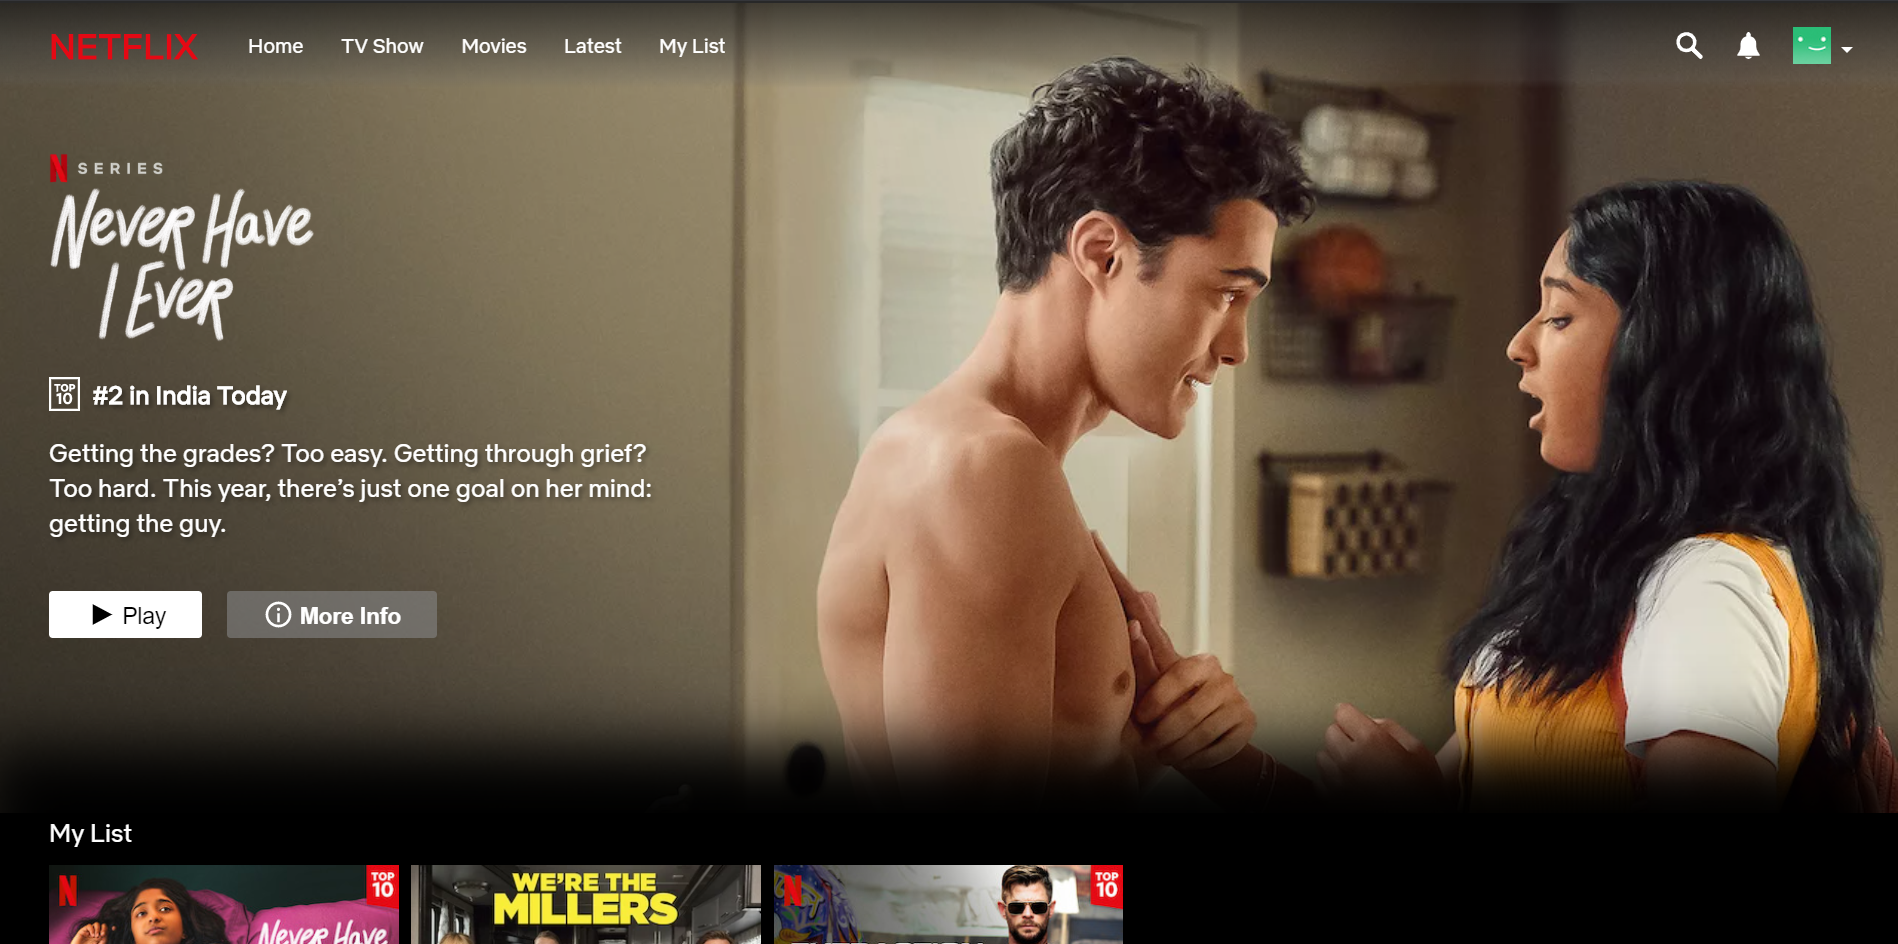 NETFLIX Home TV Show Movies Latest My List
N SERIES
Never Have
I Ever
TOP
10
#2 in India Today
Getting the grades? Too easy. Getting through grief?
Too hard. This year, there’s just one goal on her mind:
getting the guy.
Play
More Info
My List
N
TOP
10
Never Have
WE'RE THE
MILLERS
N
TOP
10